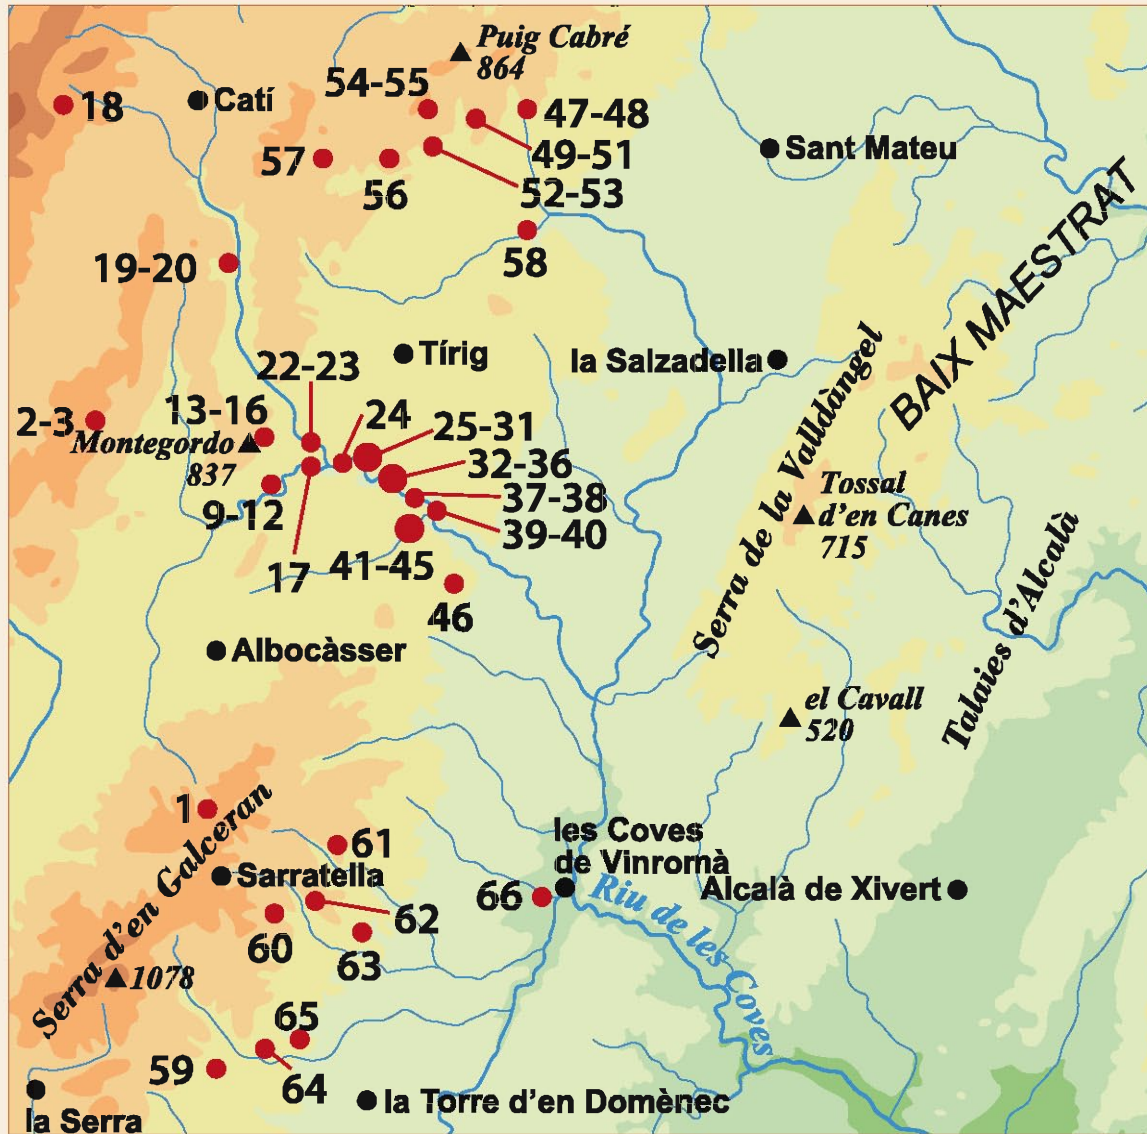 Puig Cabré
864
54-55
18
Catí
47-48
49-51
57
56
52-53
Sant Mateu
58
19-20
BAIX MAESTRAT
Tírig
la Salzadella
22-23
2-3
13-16
24
25-31
Montegordo
837
32-36
37-38
9-12
39-40
17
41-45
46
Serra de la Valldàngel
Tossal
d'en Canes
715
Talaies d'Alcalà
Albocàsser
el Cavall
520
1
Serra d'en Galceran
61
les Coves
de Vinromà
Sarratella
66
Alcalà de Xivert
62
60
63
Riu de les Coves
1078
65
59
64
la Serra
la Torre d'en Domènec